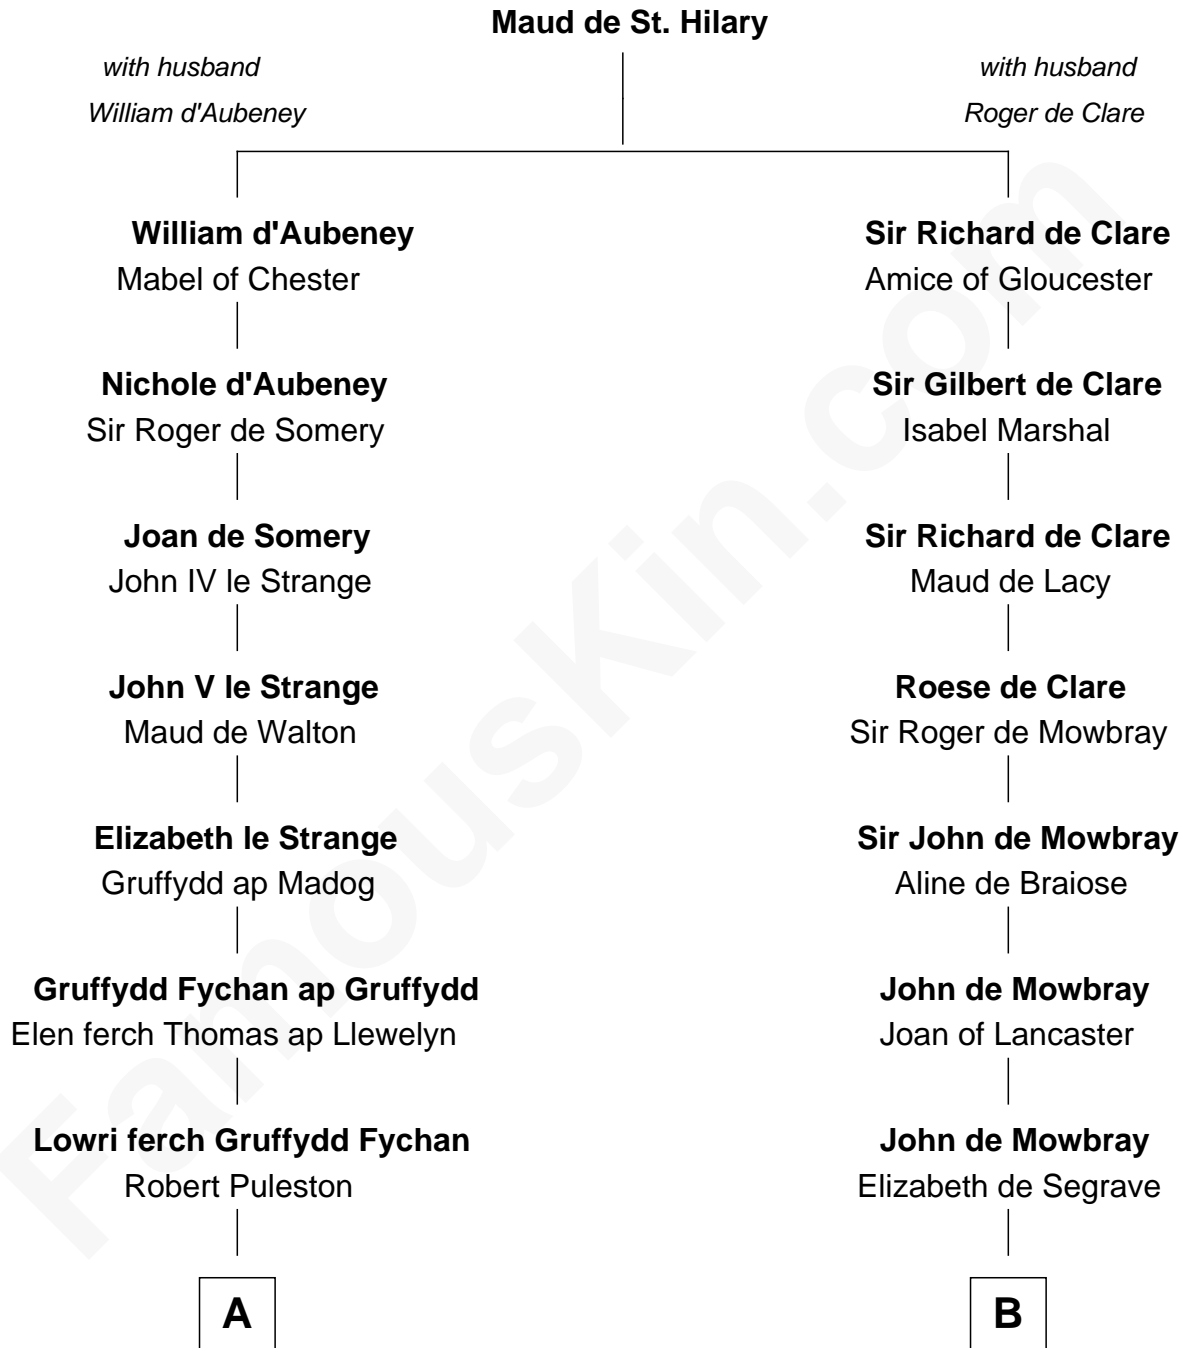 Maud de St. Hilary
with husband
William d'Aubeney
with husband
Roger de Clare
William d'Aubeney
Mabel of Chester
Nichole d'Aubeney
Sir Roger de Somery
Joan de Somery
John IV le Strange
John V le Strange
Maud de Walton
Elizabeth le Strange
Gruffydd ap Madog
Gruffydd Fychan ap Gruffydd
Elen ferch Thomas ap Llewelyn
Lowri ferch Gruffydd Fychan
Robert Puleston
A
Sir Richard de Clare
Amice of Gloucester
Sir Gilbert de Clare
Isabel Marshal
Sir Richard de Clare
Maud de Lacy
Roese de Clare
Sir Roger de Mowbray
Sir John de Mowbray
Aline de Braiose
John de Mowbray
Joan of Lancaster
John de Mowbray
Elizabeth de Segrave
B
FamousKin.com